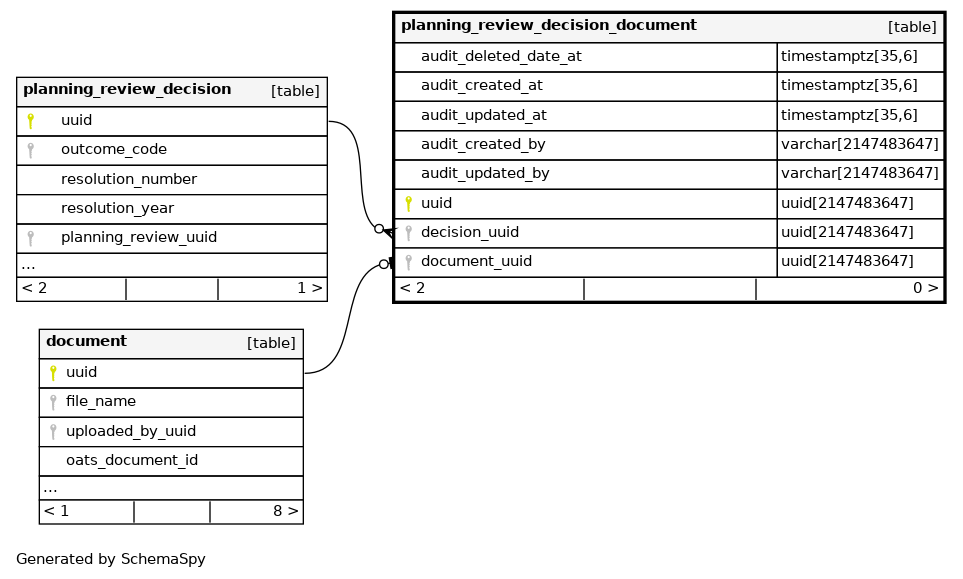 planning_review_decision_document [table]
audit_deleted_date_at timestamptz[35,6]
audit_created_at timestamptz[35,6]
audit_updated_at timestamptz[35,6]
audit_created_by varchar[2147483647]
audit_updated_by varchar[2147483647]
uuid uuid[2147483647]
decision_uuid uuid[2147483647]
document_uuid uuid[2147483647]
< 2 0 >
planning_review_decision [table]
uuid
outcome_code
resolution_number
resolution_year
planning_review_uuid
...
< 2 1 >
document [table]
uuid
file_name
uploaded_by_uuid
oats_document_id
...
< 1 8 >
Generated by SchemaSpy